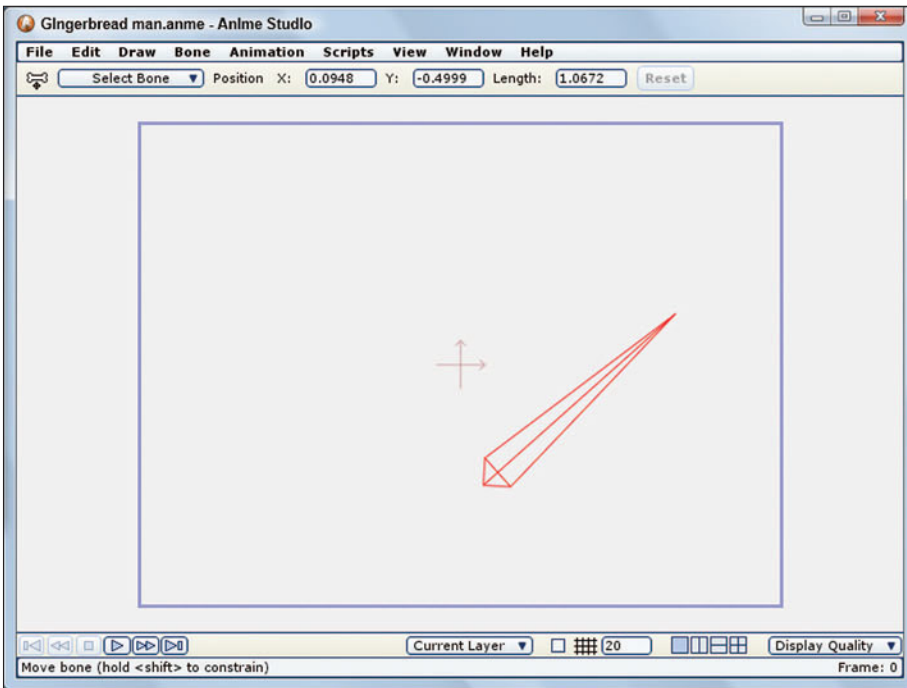 GIngerbread man.anme - AnIme StudIo
File Edit Draw Bone Animation Scripts View Window Help
Select Bone Position X: 0.0948 Y: -0.4999 Length: 1.0672 Reset
Current Layer 20 Display Quality
Move bone (hold <shift> to constrain) Frame: 0